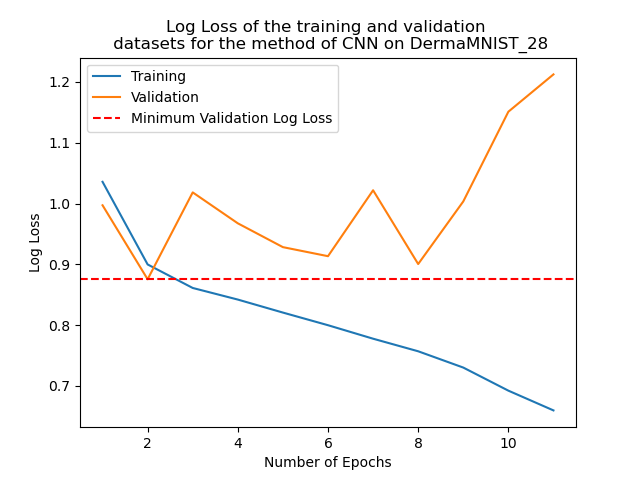 Log Loss of the training and validation
datasets for the method of CNN on DermaMNIST_28
Training
Validation
Minimum Validation Log Loss
1.2
1.1
1.0
0.9
0.8
0.7
Log Loss
2 4 6 8 10
Number of Epochs